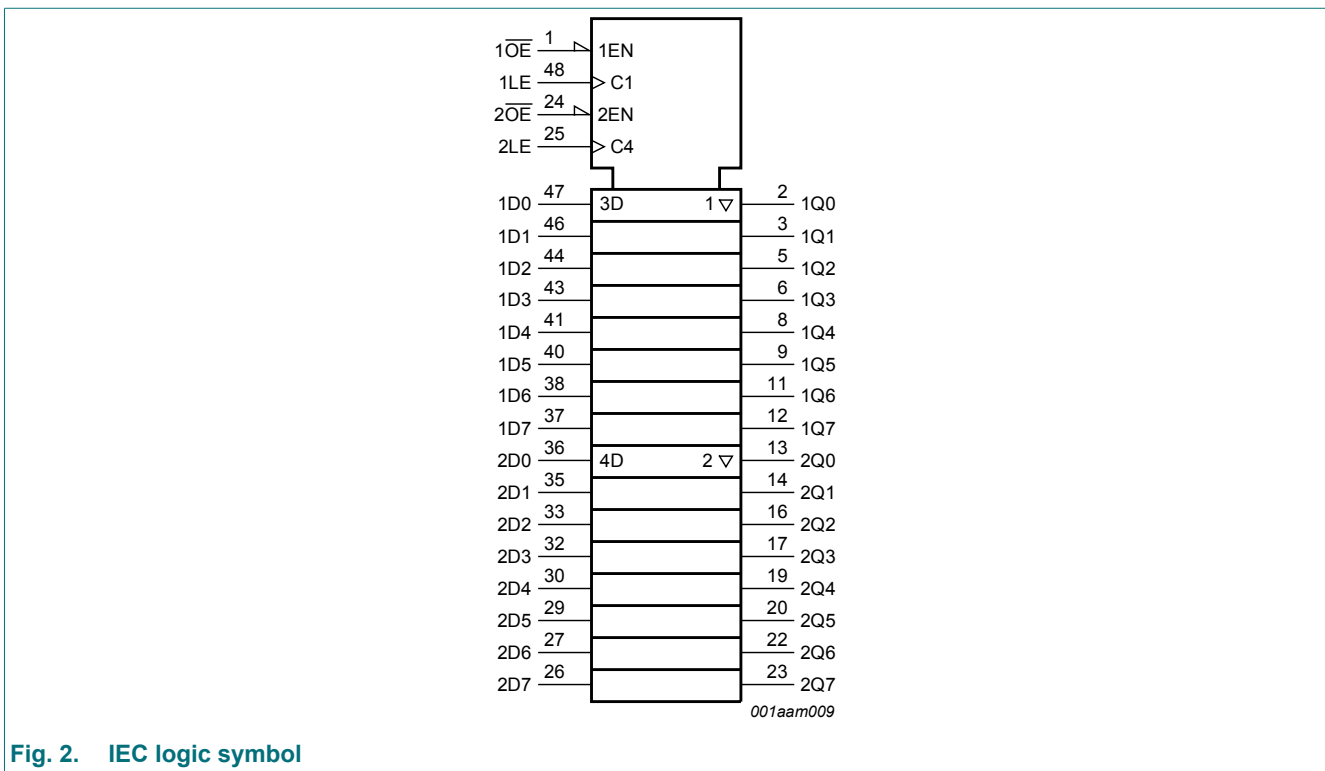 1OE 1 1EN
1LE 48 C1
2OE 24 2EN
2LE 25 C4
1D0 47 3D 1 ▽ 2 1Q0
1D1 46 3 1Q1
1D2 44 5 1Q2
1D3 43 6 1Q3
1D4 41 8 1Q4
1D5 40 9 1Q5
1D6 38 11 1Q6
1D7 37 12 1Q7
2D0 36 4D 2 ▽ 13 2Q0
2D1 35 14 2Q1
2D2 33 16 2Q2
2D3 32 17 2Q3
2D4 30 19 2Q4
2D5 29 20 2Q5
2D6 27 22 2Q6
2D7 26 23 2Q7
001aam009
Fig. 2. IEC logic symbol